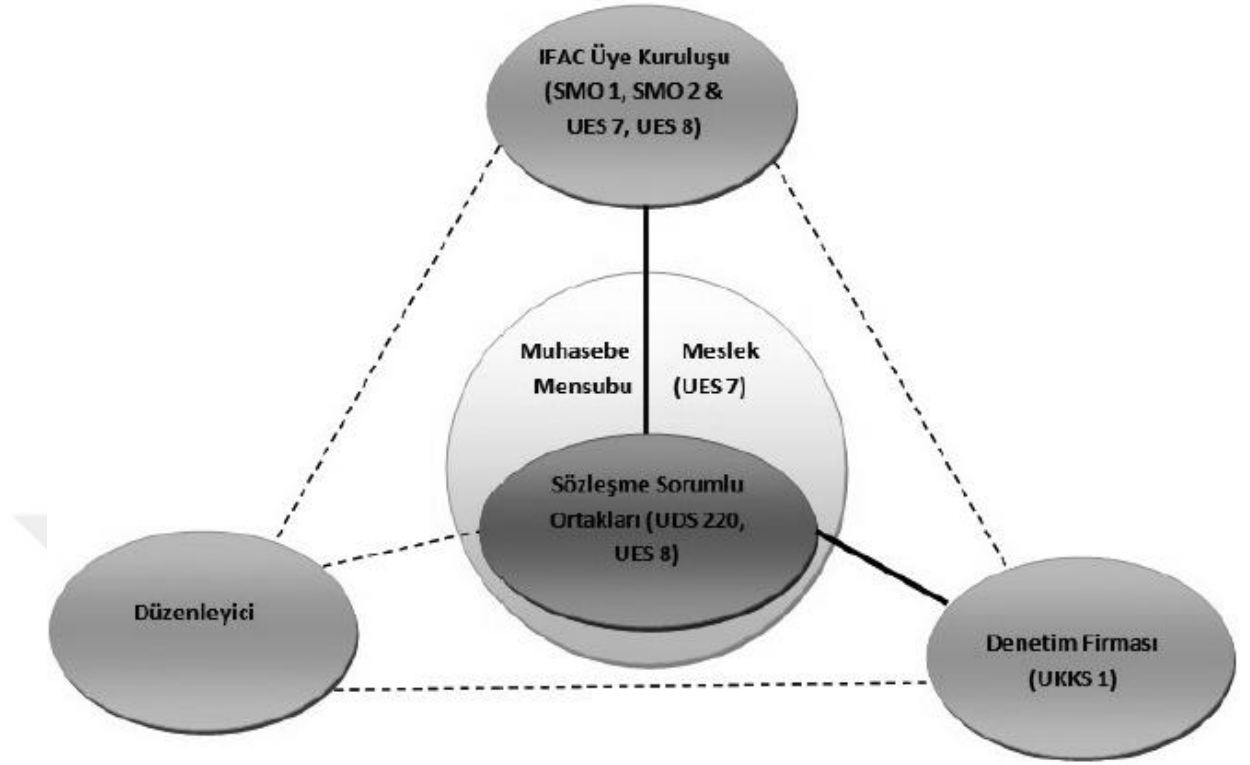 IFAC Üye Kuruluşu
(SMO 1, SMO 2 &
UES 7, UES 8)
Muhasebe Meslek
Mensubu (UES 7)
Sözleşme Sorumlu
Ortakları (UDS 220,
UES 8)
Düzenleyici
Denetim Firması
(UKKS 1)